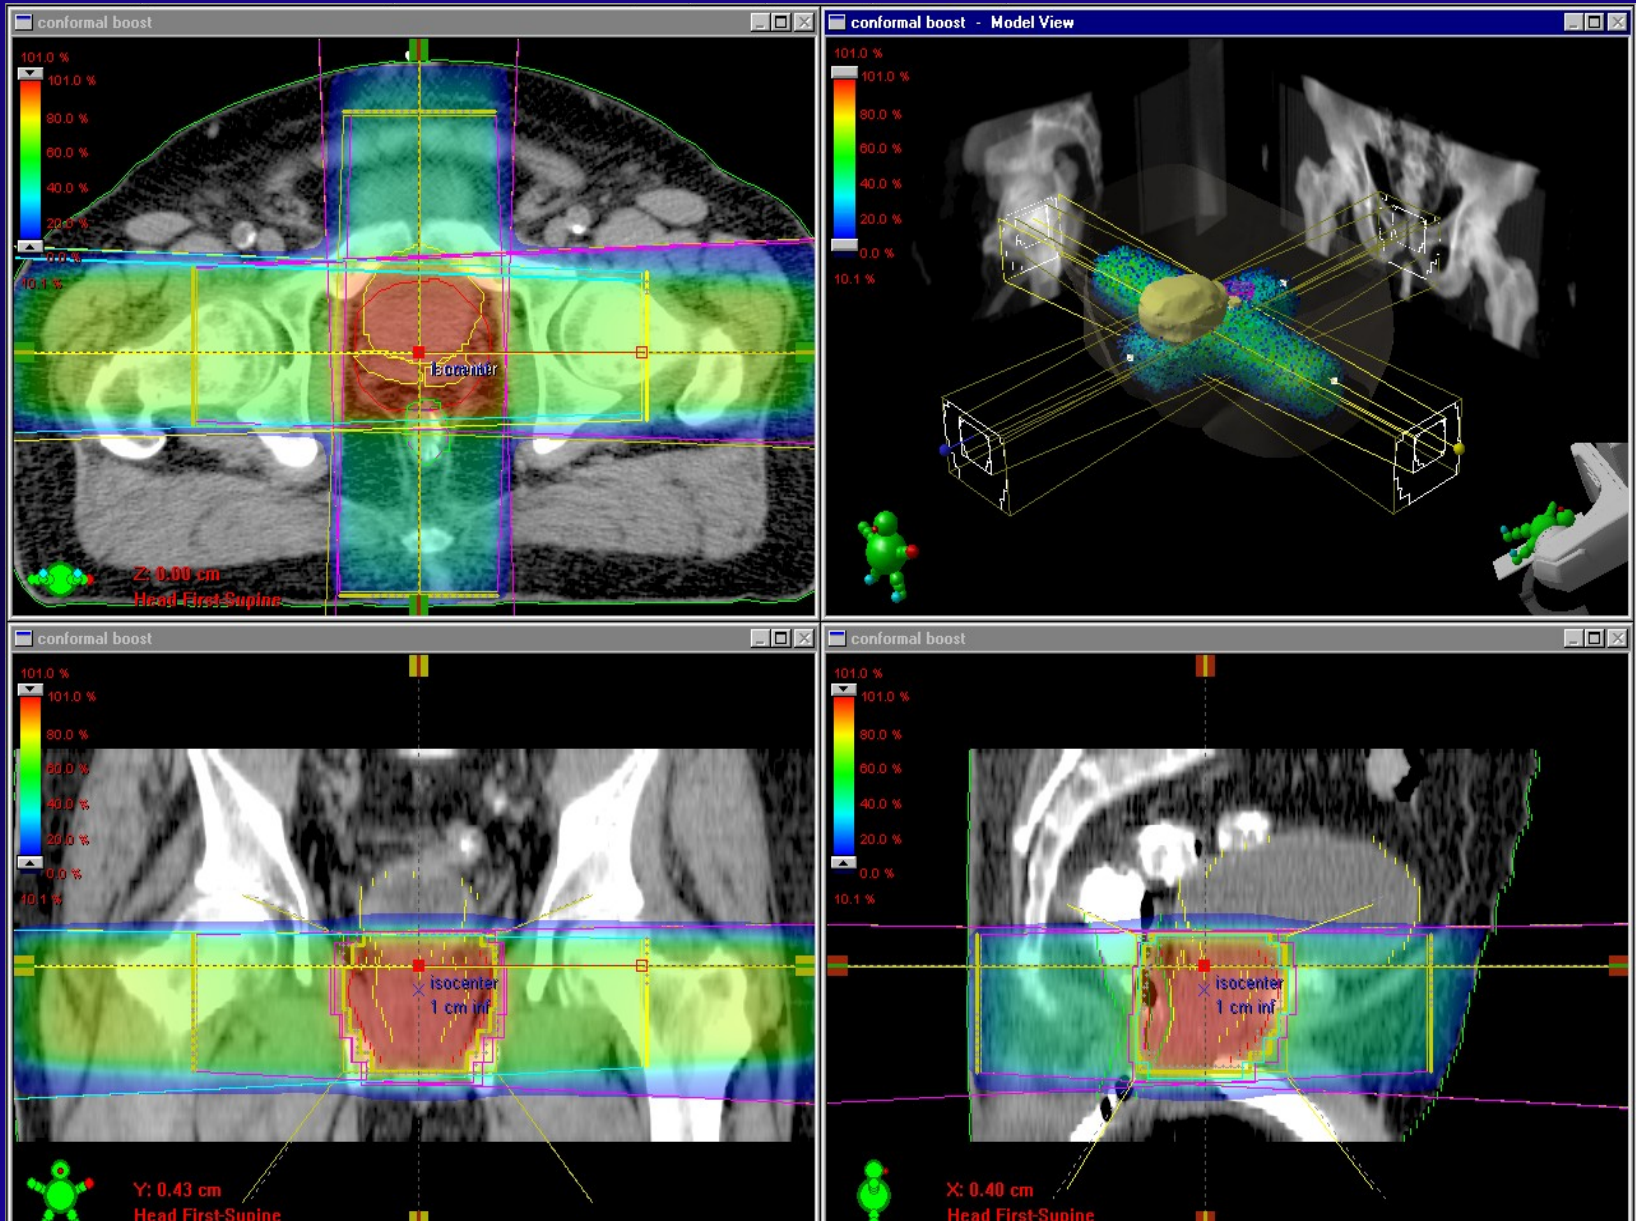 conformal boost
101.0 %
101.0 %
80.0 %
60.0 %
40.0 %
20.0 %
0.0 %
10.1 %
isocenter
Z: 0.00 cm
Head First-Supine
conformal boost - Model View
101.0 %
101.0 %
80.0 %
60.0 %
40.0 %
20.0 %
0.0 %
10.1 %
conformal boost
101.0 %
101.0 %
80.0 %
60.0 %
40.0 %
20.0 %
0.0 %
10.1 %
isocenter
1 cm inf
Y: 0.43 cm
Head First-Supine
conformal boost
101.0 %
101.0 %
80.0 %
60.0 %
40.0 %
20.0 %
0.0 %
10.1 %
isocenter
1 cm inf
X: 0.40 cm
Head First-Supine